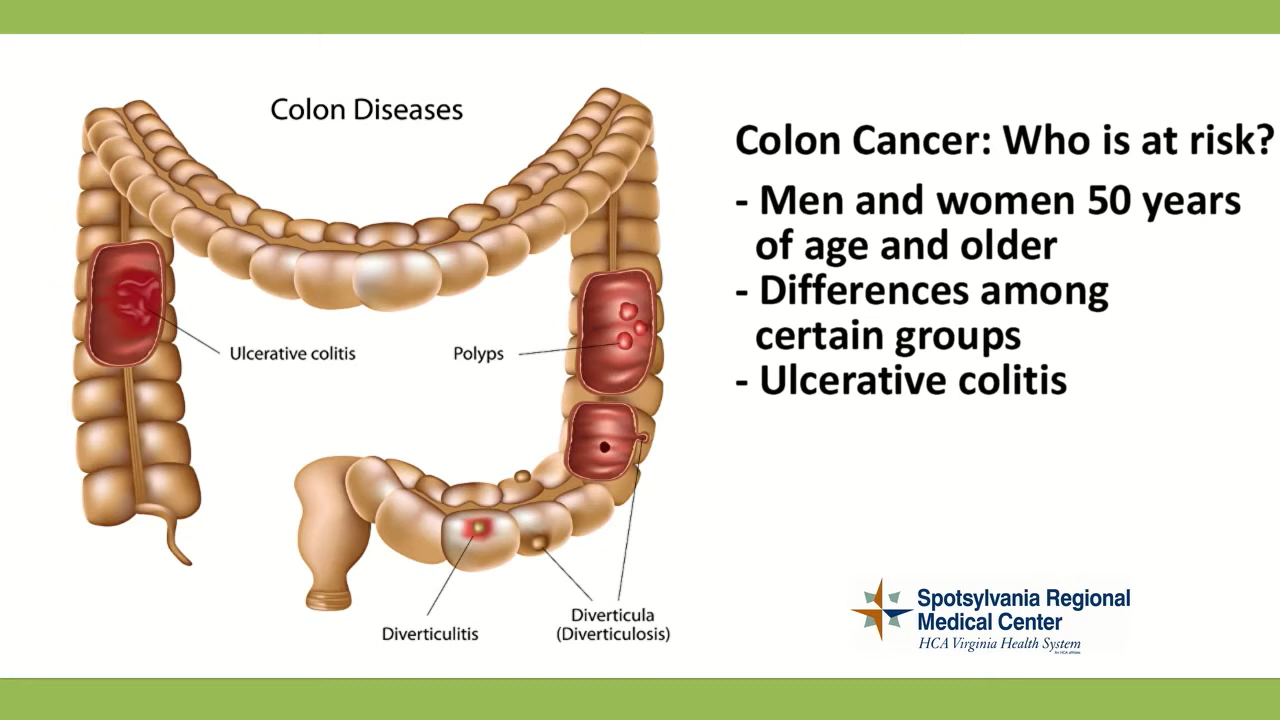 Colon Diseases
Ulcerative colitis
Polyps
Diverticulitis
Diverticula
(Diverticulosis)
Colon Cancer: Who is at risk?
- Men and women 50 years
of age and older
- Differences among
certain groups
- Ulcerative colitis
Spotsylvania Regional
Medical Center
HCA Virginia Health System